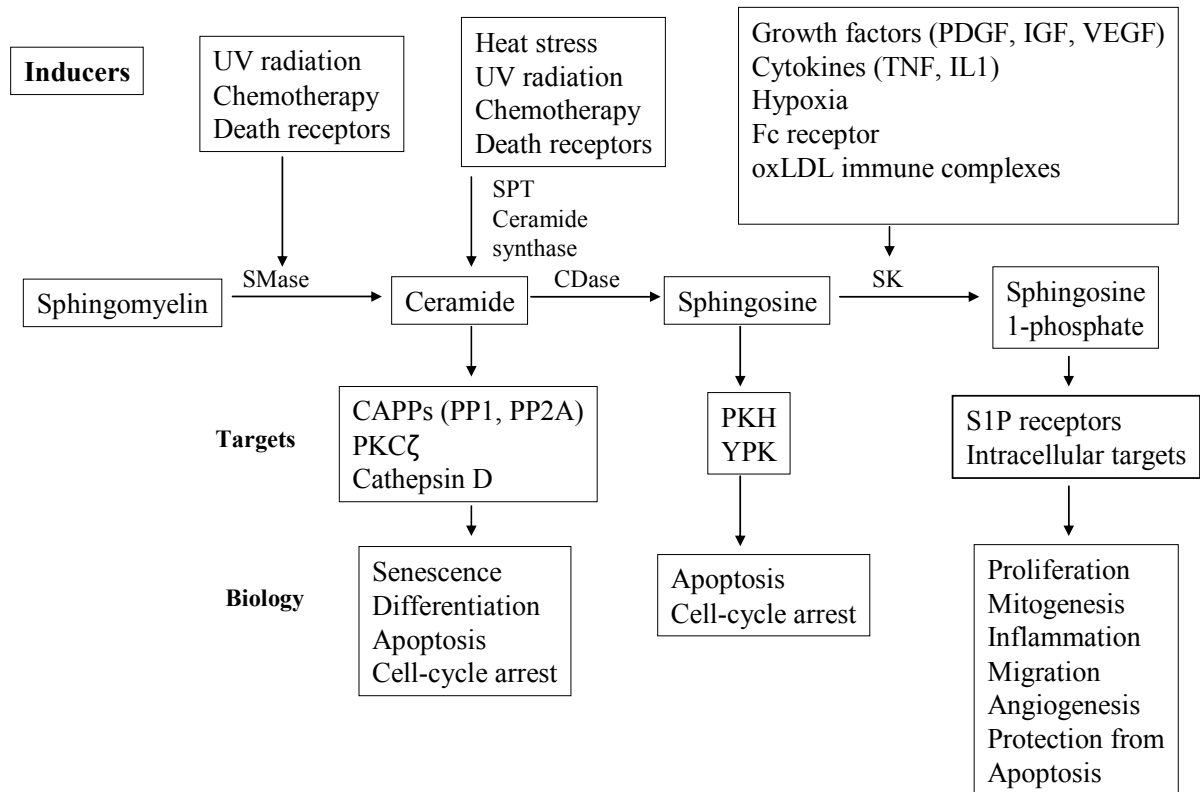 Inducers
UV radiation
Chemotherapy
Death receptors
Heat stress
UV radiation
Chemotherapy
Death receptors
Growth factors (PDGF, IGF, VEGF)
Cytokines (TNF, IL1)
Hypoxia
Fc receptor
oxLDL immune complexes
SPT
Ceramide
synthase
Sphingomyelin
SMase
Ceramide
CDase
Sphingosine
SK
Sphingosine
1-phosphate
Targets
CAPPs (PP1, PP2A)
PKCζ
Cathepsin D
PKH
YPK
S1P receptors
Intracellular targets
Biology
Senescence
Differentiation
Apoptosis
Cell-cycle arrest
Apoptosis
Cell-cycle arrest
Proliferation
Mitogenesis
Inflammation
Migration
Angiogenesis
Protection from
Apoptosis